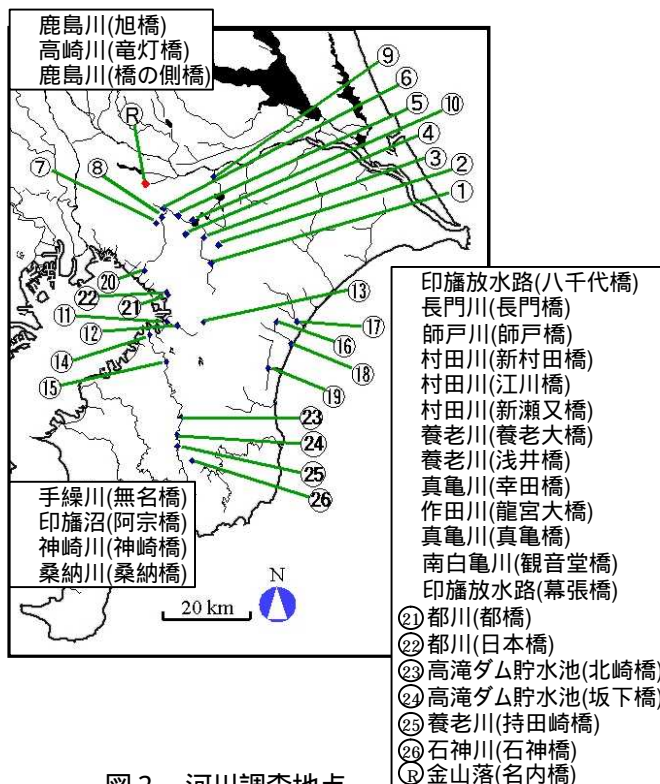 鹿島川(旭橋)
高崎川(竜灯橋)
鹿島川(橋の側橋)
⑨
⑥
⑤
⑩
④
③
②
①
Ⓡ
⑧
⑦
⑳
㉒
㉑
⑪
⑫
⑬
⑭
⑮
⑯
⑰
⑱
⑲
㉓
㉔
㉕
㉖
手繰川(無名橋)
印旛沼(阿宗橋)
神崎川(神崎橋)
桑納川(桑納橋)
N
20 km
印旛放水路(八千代橋)
長門川(長門橋)
師戸川(師戸橋)
村田川(新村田橋)
村田川(江川橋)
村田川(新瀬又橋)
養老川(養老大橋)
養老川(浅井橋)
真亀川(幸田橋)
作田川(龍宮大橋)
真亀川(真亀橋)
南白亀川(観音堂橋)
印旛放水路(幕張橋)
㉑都川(都橋)
㉒都川(日本橋)
㉓高滝ダム貯水池(北崎橋)
㉔高滝ダム貯水池(坂下橋)
㉕養老川(持田崎橋)
㉖石神川(石神橋)
Ⓡ金山落(名内橋)
図2 河川調査地点